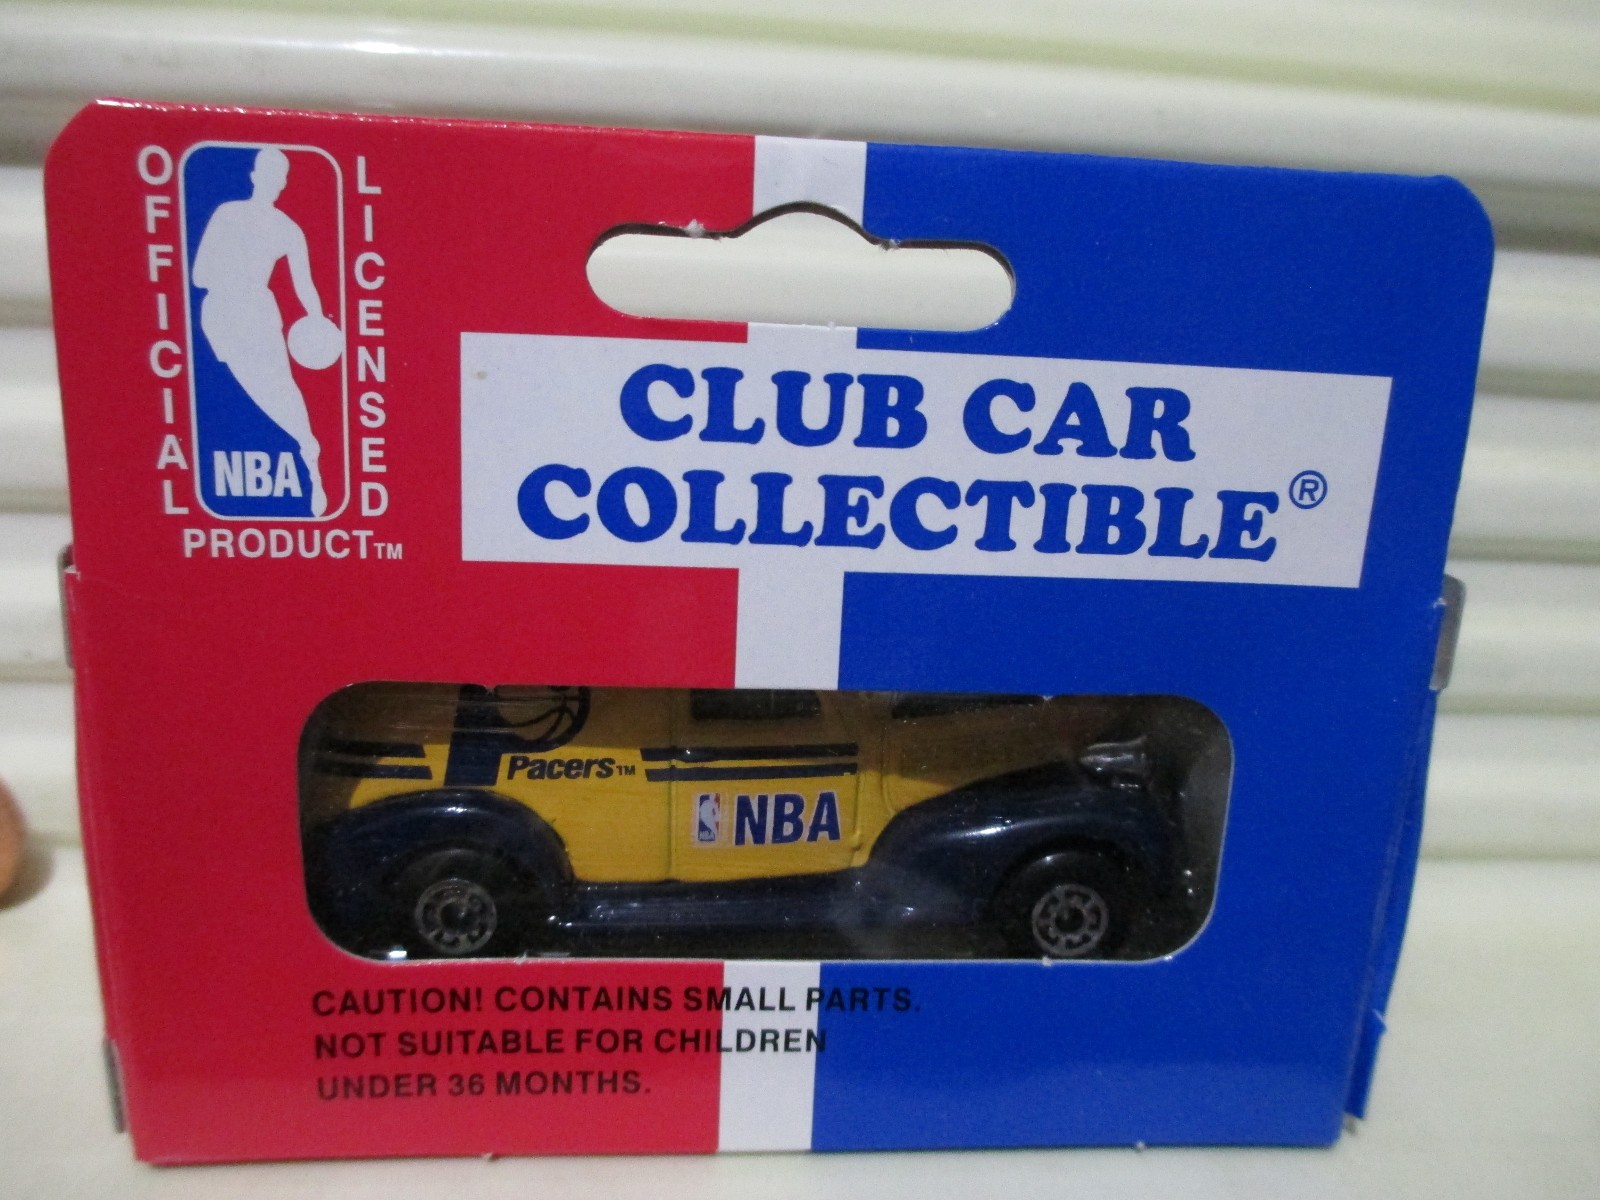 OFFICIAL
LICENSED
NBA
PRODUCT™
CLUB CAR
COLLECTIBLE®
Pacers™
NBA
NBA
CAUTION! CONTAINS SMALL PARTS.
NOT SUITABLE FOR CHILDREN
UNDER 36 MONTHS.